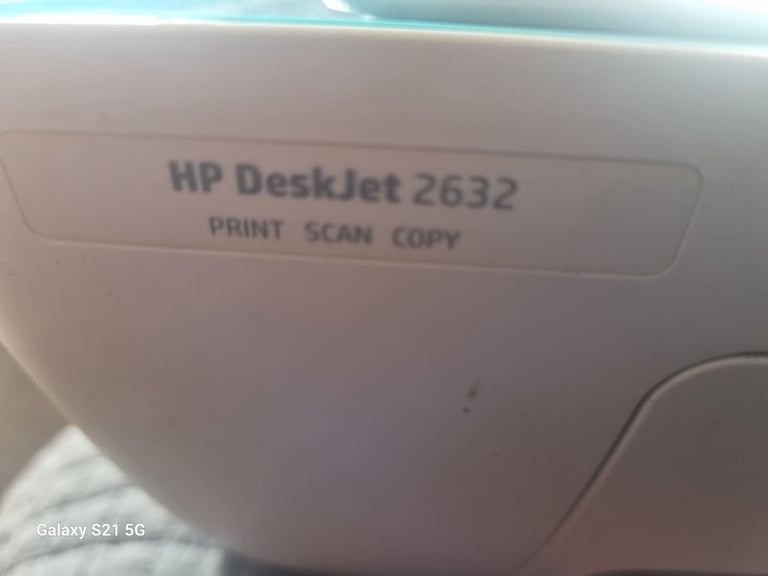 HP DeskJet 2632
PRINT SCAN COPY
Galaxy S21 5G